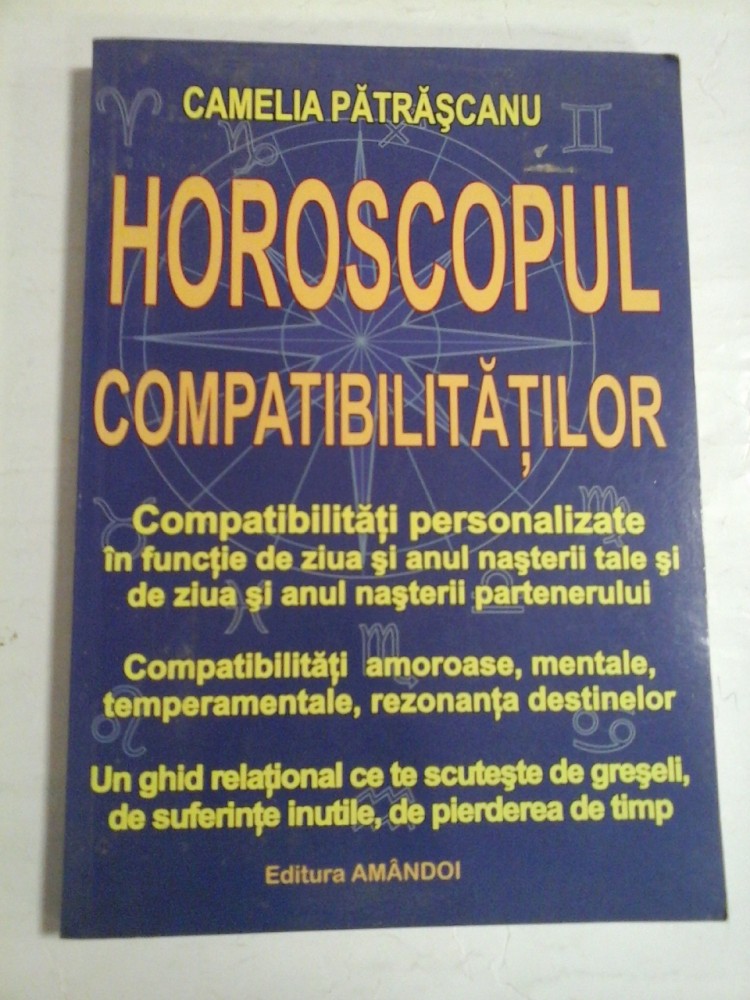 CAMELIA PĂTRĂŞCANU
HOROSCOPUL
COMPATIBILITĂŢILOR
Compatibilităţi personalizate
în funcţie de ziua şi anul naşterii tale şi
de ziua şi anul naşterii partenerului
Compatibilităţi amoroase, mentale,
temperamentale, rezonanţa destinelor
Un ghid relaţional ce te scuteşte de greşeli,
de suferinţe inutile, de pierderea de timp
Editura AMÂNDOI